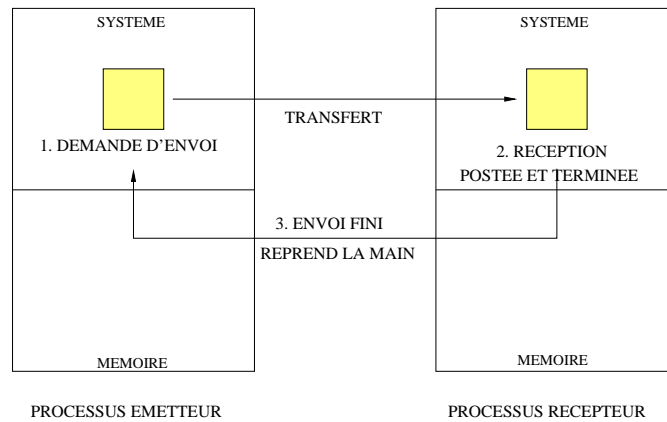 SYSTEME
SYSTEME
TRANSFERT
1. DEMANDE D'ENVOI
2. RECEPTION
POSTEE ET TERMINEE
3. ENVOI FINI
REPREND LA MAIN
MEMOIRE
MEMOIRE
PROCESSUS EMETTEUR
PROCESSUS RECEPTEUR